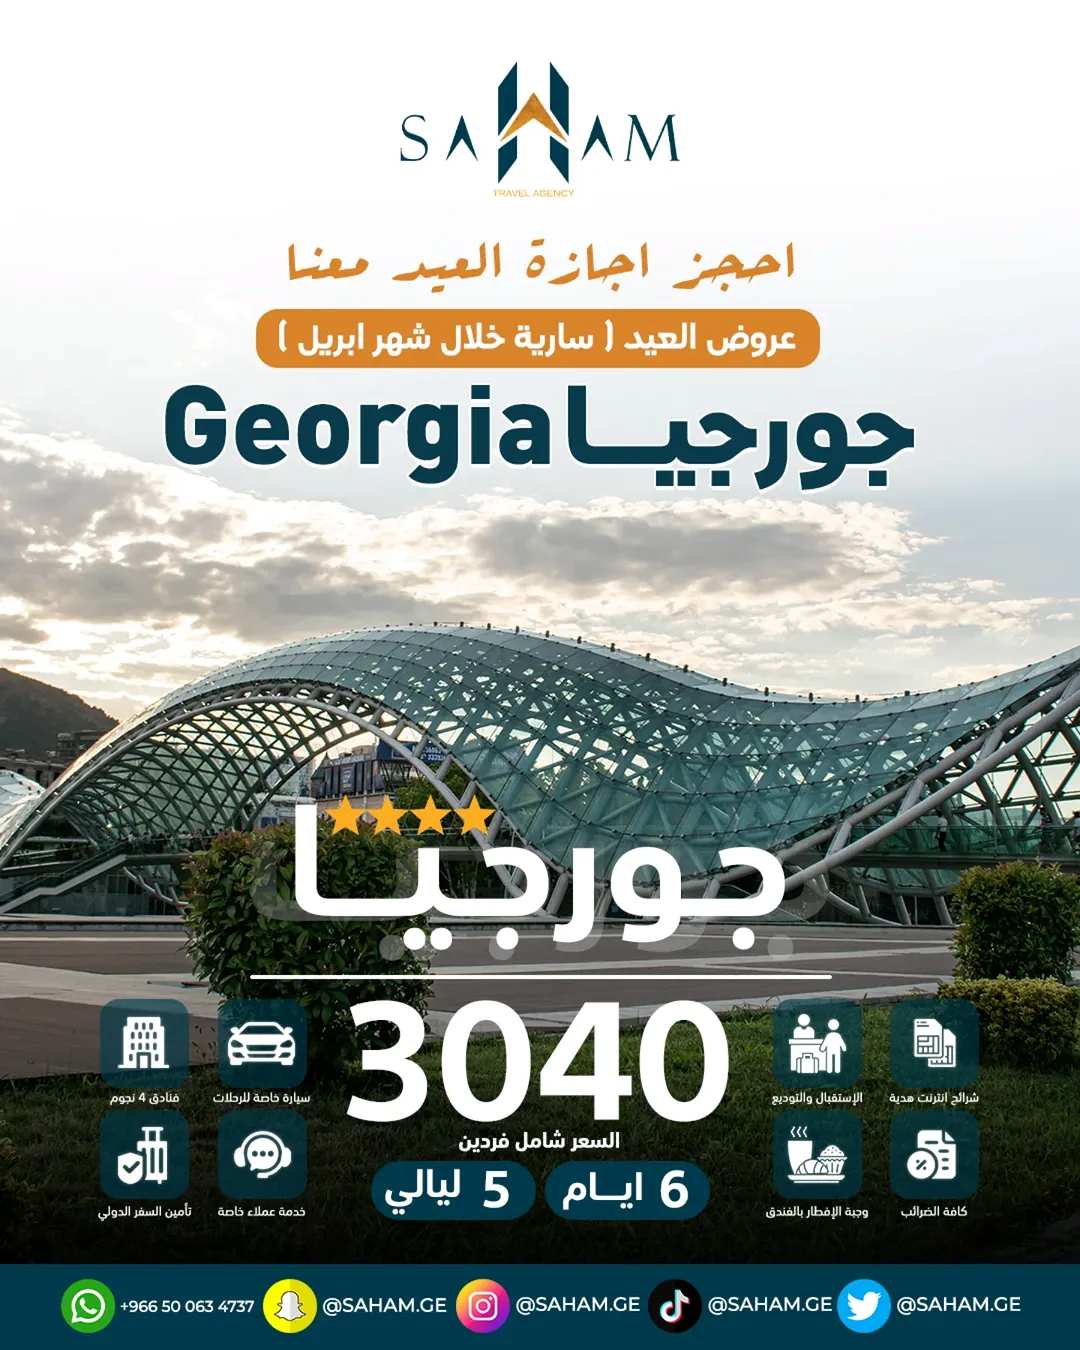 SAHAM
TRAVEL AGENCY
احجز اجازة العيد معنا
عروض العيد ( سارية خلال شهر ابريل )
جورجيا Georgia
جورجيا
3040
السعر شامل فردين
6 ايام
5 ليالي
شرائح انترنت هدية
الإستقبال والتوديع
سيارة خاصة للرحلات
فنادق 4 نجوم
كافة الضرائب
وجبة الإفطار بالفندق
خدمة عملاء خاصة
تأمين السفر الدولي
+966 50 063 4737
@SAHAM.GE
@SAHAM.GE
@SAHAM.GE
@SAHAM.GE